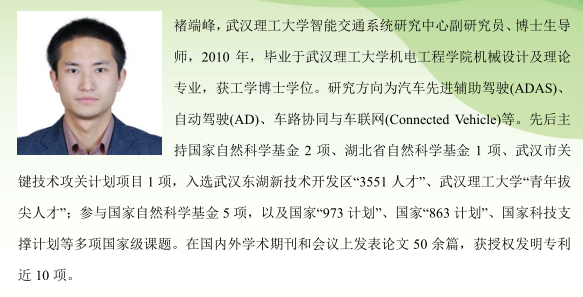 褚端峰，武汉理工大学智能交通系统研究中心副研究员、博士生导
师，2010 年，毕业于武汉理工大学机电工程学院机械设计及理论
专业，获工学博士学位。研究方向为汽车先进辅助驾驶(ADAS)、
自动驾驶(AD)、车路协同与车联网(Connected Vehicle)等。先后主
持国家自然科学基金 2 项、湖北省自然科学基金 1 项、武汉市关
键技术攻关计划项目 1 项，入选武汉东湖新技术开发区“3551 人才”、武汉理工大学“青年拔
尖人才”；参与国家自然科学基金 5 项，以及国家“973 计划”、国家“863 计划”、国家科技支
撑计划等多项国家级课题。在国内外学术期刊和会议上发表论文 50 余篇，获授权发明专利
近 10 项。